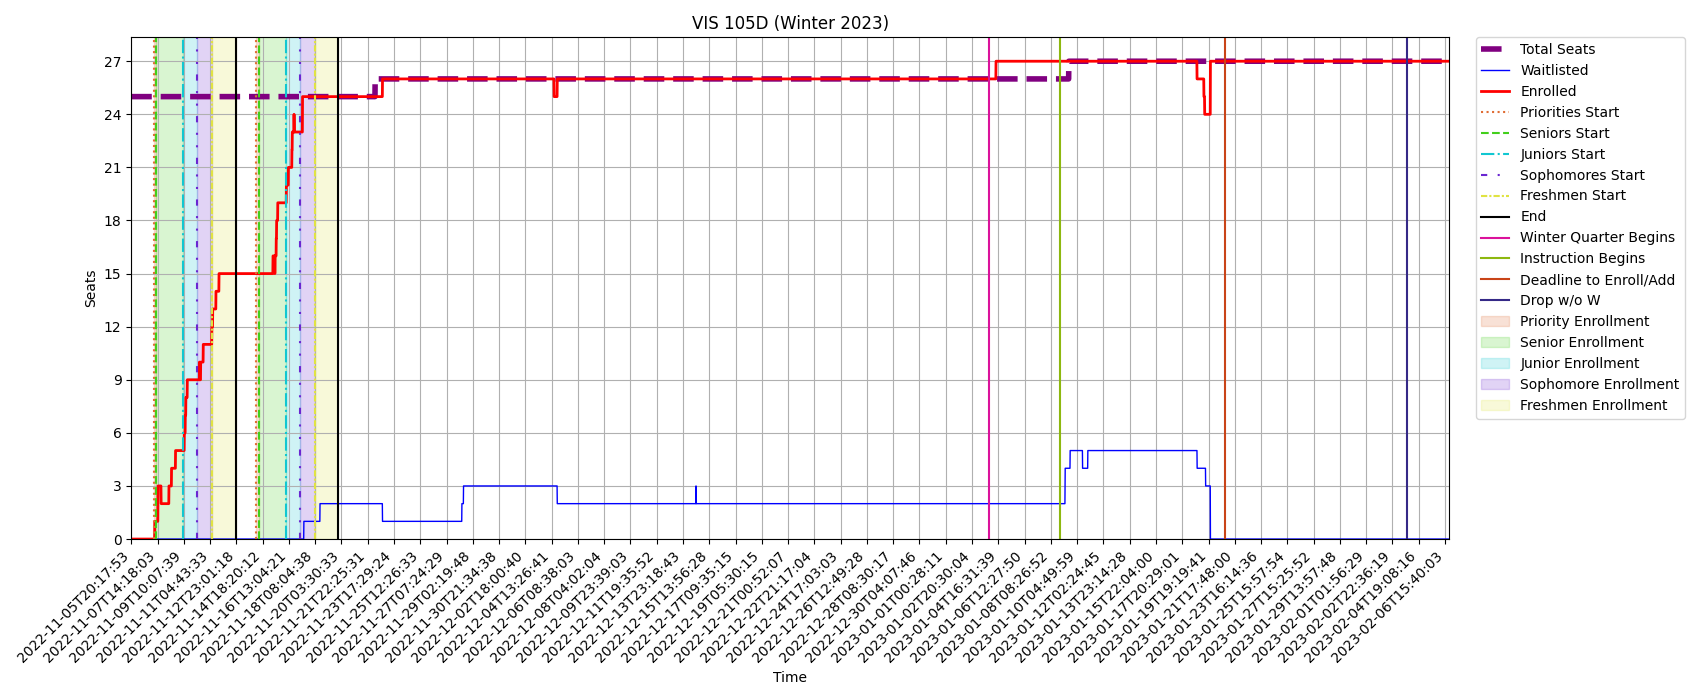 VIS 105D (Winter 2023)
27
24
21
18
15
12
9
6
3
0
Seats
2022-11-05T20:17:53
2022-11-07T14:18:03
2022-11-09T10:07:39
2022-11-11T04:43:33
2022-11-12T23:01:18
2022-11-14T18:20:12
2022-11-16T13:04:21
2022-11-18T08:04:38
2022-11-20T03:30:33
2022-11-21T22:25:31
2022-11-23T17:29:24
2022-11-25T12:26:33
2022-11-27T07:24:29
2022-11-29T02:19:48
2022-11-30T21:34:38
2022-12-02T18:00:40
2022-12-04T13:26:41
2022-12-06T08:38:03
2022-12-08T04:02:04
2022-12-09T23:39:03
2022-12-11T19:35:52
2022-12-13T13:18:43
2022-12-15T13:56:28
2022-12-17T09:35:15
2022-12-19T05:30:15
2022-12-21T00:52:07
2022-12-22T21:17:04
2022-12-24T17:03:03
2022-12-26T12:49:28
2022-12-28T08:30:17
2022-12-30T04:07:46
2023-01-01T00:28:11
2023-01-02T20:30:04
2023-01-04T16:31:39
2023-01-06T12:27:50
2023-01-08T08:26:52
2023-01-10T04:49:59
2023-01-12T02:24:45
2023-01-13T23:14:28
2023-01-15T22:04:00
2023-01-17T20:29:01
2023-01-19T19:19:41
2023-01-21T17:48:00
2023-01-23T16:14:36
2023-01-25T15:57:54
2023-01-27T15:25:52
2023-01-29T13:57:48
2023-02-01T01:56:29
2023-02-02T22:36:19
2023-02-04T19:08:16
2023-02-06T15:40:03
Time
Total Seats
Waitlisted
Enrolled
Priorities Start
Seniors Start
Juniors Start
Sophomores Start
Freshmen Start
End
Winter Quarter Begins
Instruction Begins
Deadline to Enroll/Add
Drop w/o W
Priority Enrollment
Senior Enrollment
Junior Enrollment
Sophomore Enrollment
Freshmen Enrollment